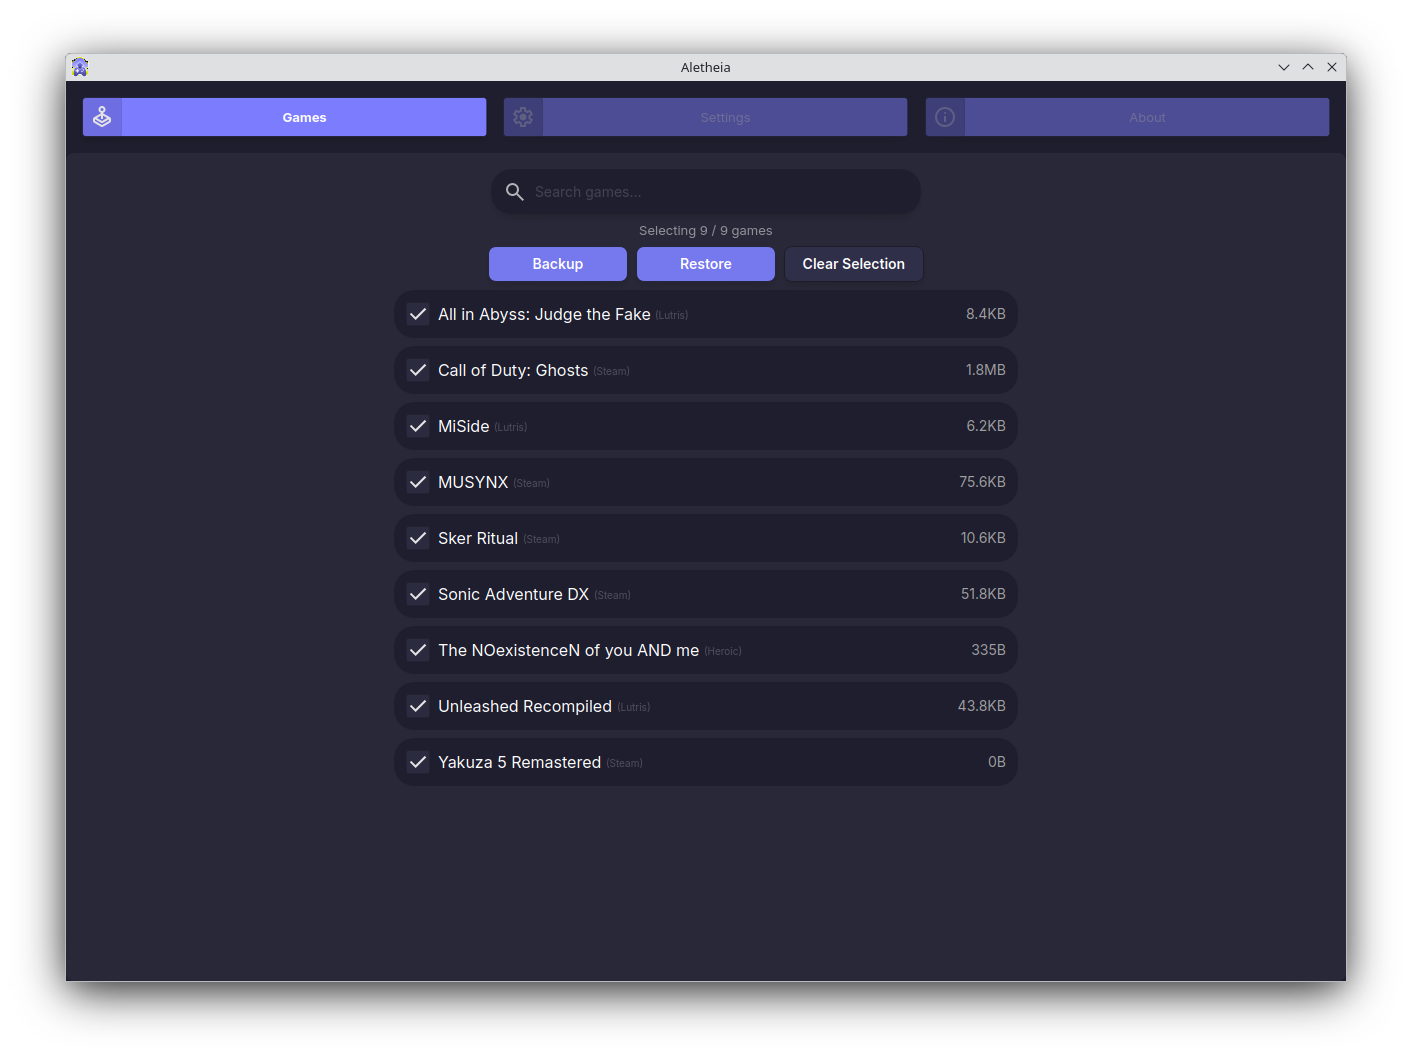 Aletheia
Games
Settings
About
Search games...
Selecting 9 / 9 games
Backup
Restore
Clear Selection
All in Abyss: Judge the Fake (Lutris) 8.4KB
Call of Duty: Ghosts (Steam) 1.8MB
MiSide (Lutris) 6.2KB
MUSYNX (Steam) 75.6KB
Sker Ritual (Steam) 10.6KB
Sonic Adventure DX (Steam) 51.8KB
The NOexistenceN of you AND me (Heroic) 335B
Unleashed Recompiled (Lutris) 43.8KB
Yakuza 5 Remastered (Steam) 0B